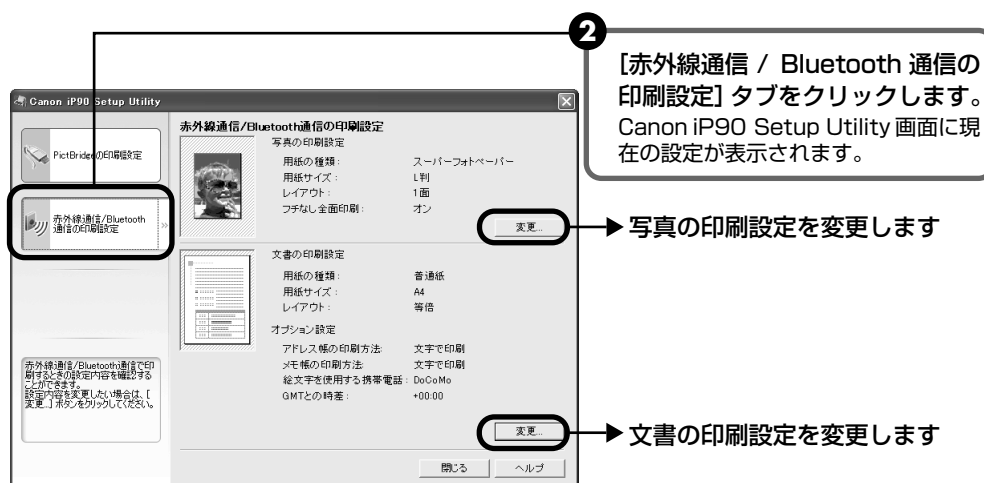 2
[赤外線通信 / Bluetooth 通信の
印刷設定] タブをクリックします。
Canon iP90 Setup Utility 画面に現
在の設定が表示されます。
Canon iP90 Setup Utility
PictBridgeの印刷設定
赤外線通信/Bluetooth
通信の印刷設定
赤外線通信/Bluetooth通信で印
刷するときの設定内容を確認する
ことができます。
設定内容を変更したい場合は、[
変更...] ボタンをクリックしてください。
赤外線通信/Bluetooth通信の印刷設定
写真の印刷設定
用紙の種類: スーパーフォトペーパー
用紙サイズ: L判
レイアウト: 1面
フチなし全面印刷: オン
変更...
写真の印刷設定を変更します
文書の印刷設定
用紙の種類: 普通紙
用紙サイズ: A4
レイアウト: 等倍
オプション設定
アドレス帳の印刷方法: 文字で印刷
メモ帳の印刷方法: 文字で印刷
絵文字を使用する携帯電話: DoCoMo
GMTとの時差: +00:00
変更...
文書の印刷設定を変更します
閉じる ヘルプ